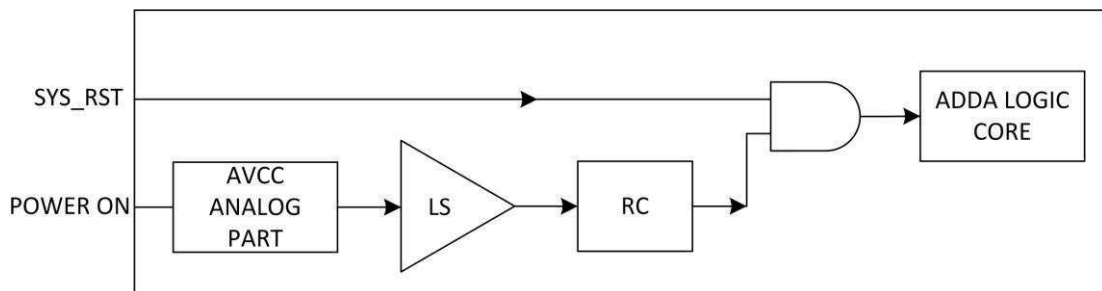 SYS_RST
ADDA LOGIC
CORE
POWER ON
AVCC
ANALOG
PART
LS
RC